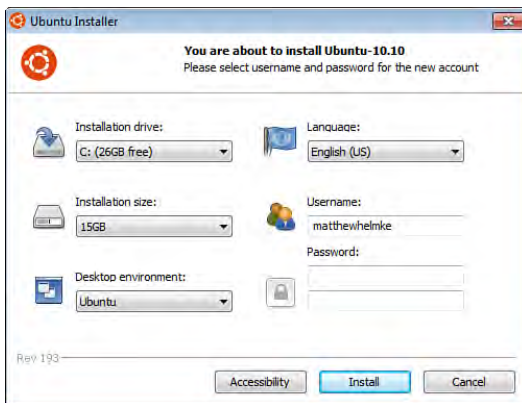 Ubuntu Installer
You are about to install Ubuntu-10.10
Please select username and password for the new account
Installation drive:
C: (26GB free)
Language:
English (US)
Installation size:
15GB
Username:
matthewhelmke
Password:
Desktop environment:
Ubuntu
Rev 193
Accessibility
Install
Cancel